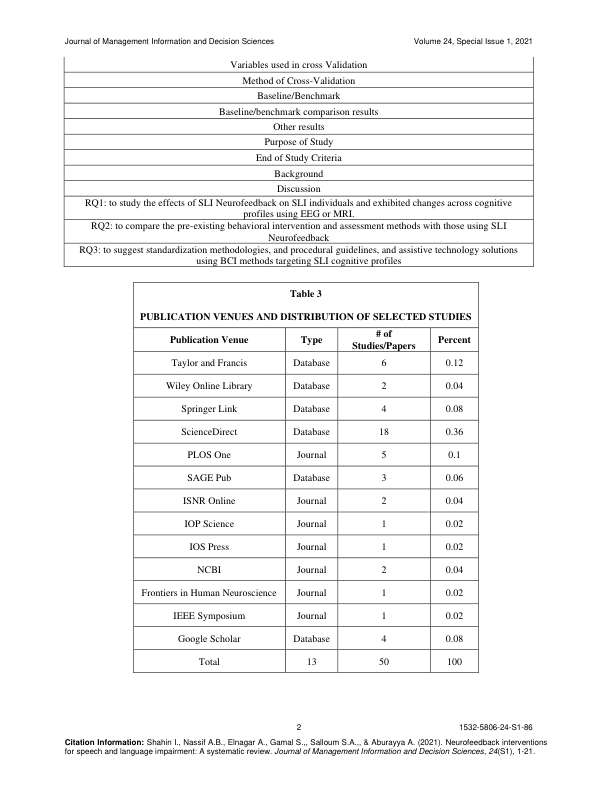 Journal of Management Information and Decision Sciences Volume 24, Special Issue 1, 2021
Variables used in cross Validation
Method of Cross-Validation
Baseline/Benchmark
Baseline/benchmark comparison results
Other results
Purpose of Study
End of Study Criteria
Background
Discussion
RQ1: to study the effects of SLI Neurofeedback on SLI individuals and exhibited changes across cognitive
profiles using EEG or MRI.
RQ2: to compare the pre-existing behavioral intervention and assessment methods with those using SLI
Neurofeedback
RQ3: to suggest standardization methodologies, and procedural guidelines, and assistive technology solutions
using BCI methods targeting SLI cognitive profiles
Table 3
PUBLICATION VENUES AND DISTRIBUTION OF SELECTED STUDIES
Publication Venue Type # of Studies/Papers Percent
Taylor and Francis Database 6 0.12
Wiley Online Library Database 2 0.04
Springer Link Database 4 0.08
ScienceDirect Database 18 0.36
PLOS One Journal 5 0.1
SAGE Pub Database 3 0.06
ISNR Online Journal 2 0.04
IOP Science Journal 1 0.02
IOS Press Journal 1 0.02
NCBI Journal 2 0.04
Frontiers in Human Neuroscience Journal 1 0.02
IEEE Symposium Journal 1 0.02
Google Scholar Database 4 0.08
Total 13 50 100
2 1532-5806-24-S1-86
Citation Information: Shahin I., Nassif A.B., Elnagar A., Gamal S.,, Salloum S.A.,, & Aburayya A. (2021). Neurofeedback interventions
for speech and language impairment: A systematic review. Journal of Management Information and Decision Sciences, 24(S1), 1-21.